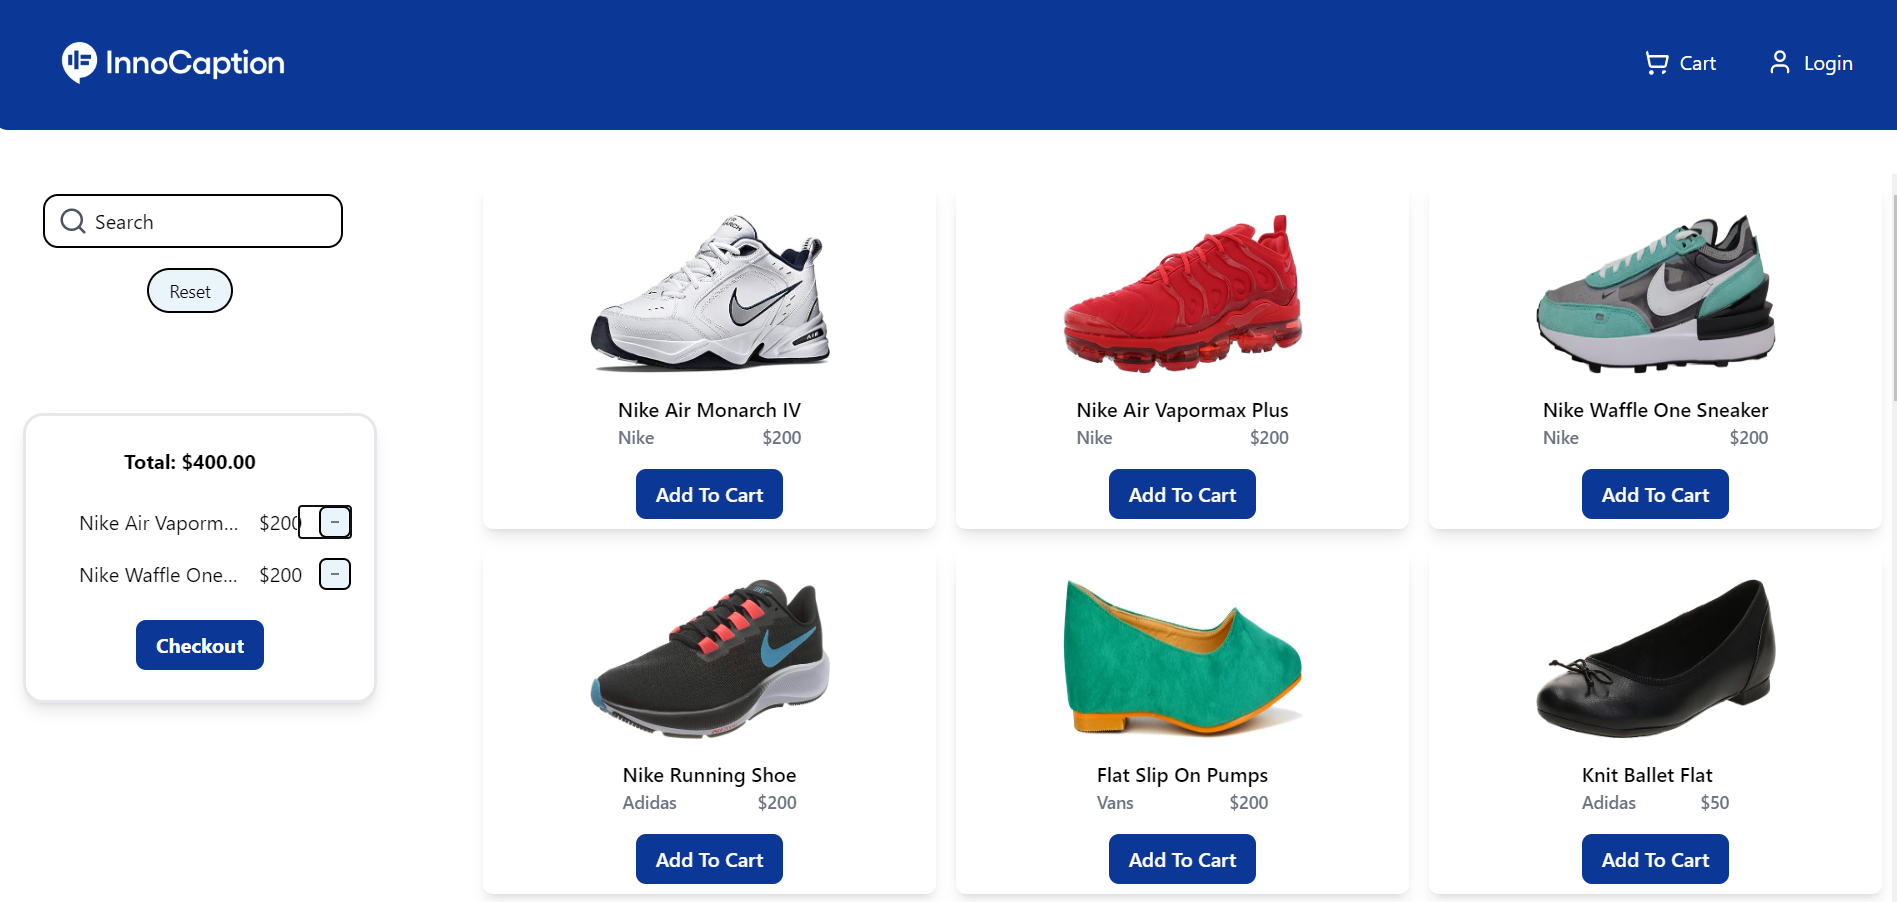 InnoCaption
Cart
Login
Search
Reset
Total: $400.00
Nike Air Vaporm... $200 -
Nike Waffle One... $200 -
Checkout
Nike Air Monarch IV
Nike $200
Add To Cart
Nike Air Vapormax Plus
Nike $200
Add To Cart
Nike Waffle One Sneaker
Nike $200
Add To Cart
Nike Running Shoe
Adidas $200
Add To Cart
Flat Slip On Pumps
Vans $200
Add To Cart
Knit Ballet Flat
Adidas $50
Add To Cart